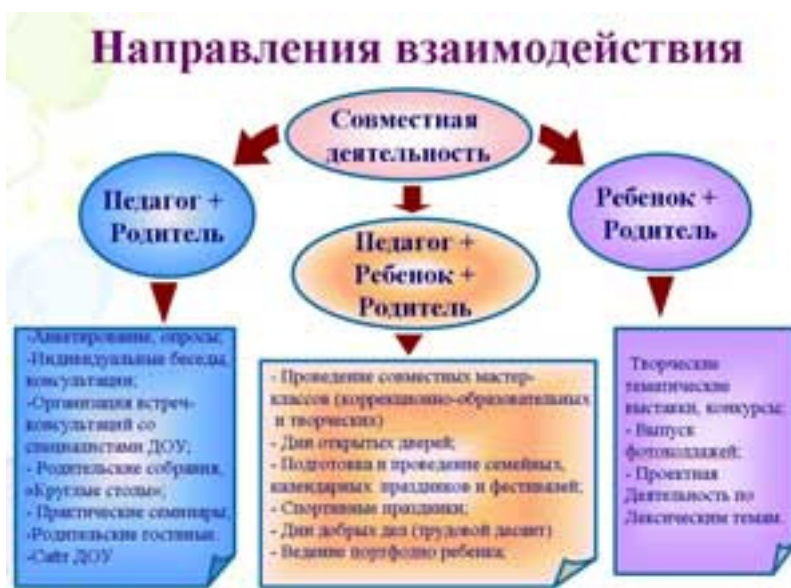 Направления взаимодействия
Совместная
деятельность
Педагог +
Родитель
Педагог +
Ребенок +
Родитель
Ребенок +
Родитель
-Анкетирование, опросы;
-Индивидуальные беседы,
консультации;
-Организация встреч-
консультаций со
специалистами ДОУ;
- Родительские собрания,
«Круглые столы»;
- Практические семинары,
-Родительские гостиные.
-Сайт ДОУ
- Проведение совместных мастер-
классов (коррекционно-образовательных
и творческих)
- Дни открытых дверей;
- Подготовка и проведение семейных,
календарных праздников и фестивалей;
- Спортивные праздники;
- Дни добрых дел (трудовой десант)
- Ведение портфолио ребенка;
Творческие
тематические
выставки, конкурсы;
- Выпуск
фотоколлажей;
- Проектная
Деятельность по
Лексическим темам.